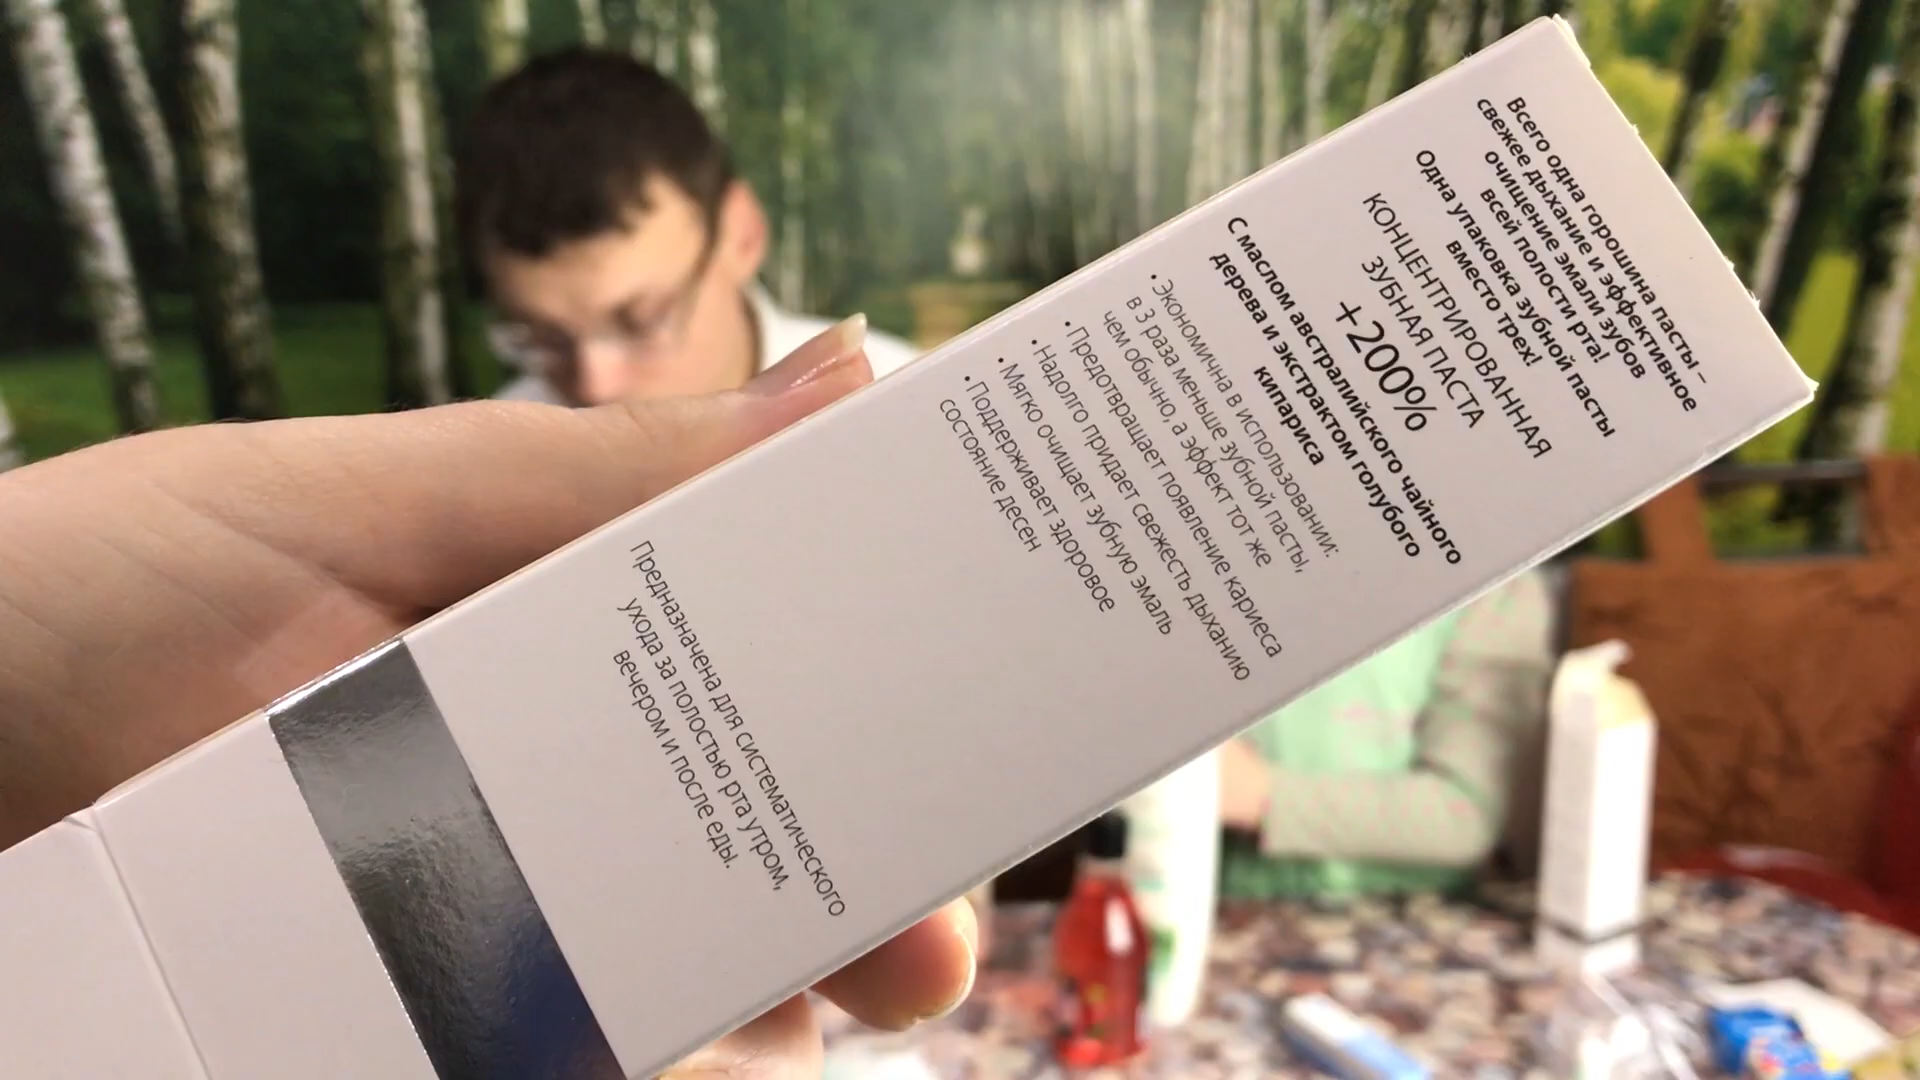 Всего одна горошина пасты –
свежее дыхание и эффективное
очищение эмали зубов
всей полости рта!
Одна упаковка зубной пасты
вместо трех!
КОНЦЕНТРИРОВАННАЯ
ЗУБНАЯ ПАСТА
+200%
С маслом австралийского чайного
дерева и экстрактом голубого
кипариса
• Экономична в использовании:
в 3 раза меньше зубной пасты,
чем обычно, а эффект тот же
• Предотвращает появление кариеса
• Надолго придает свежесть дыханию
• Мягко очищает зубную эмаль
• Поддерживает здоровое
состояние десен
Предназначена для систематического
ухода за полостью рта утром,
вечером и после еды.